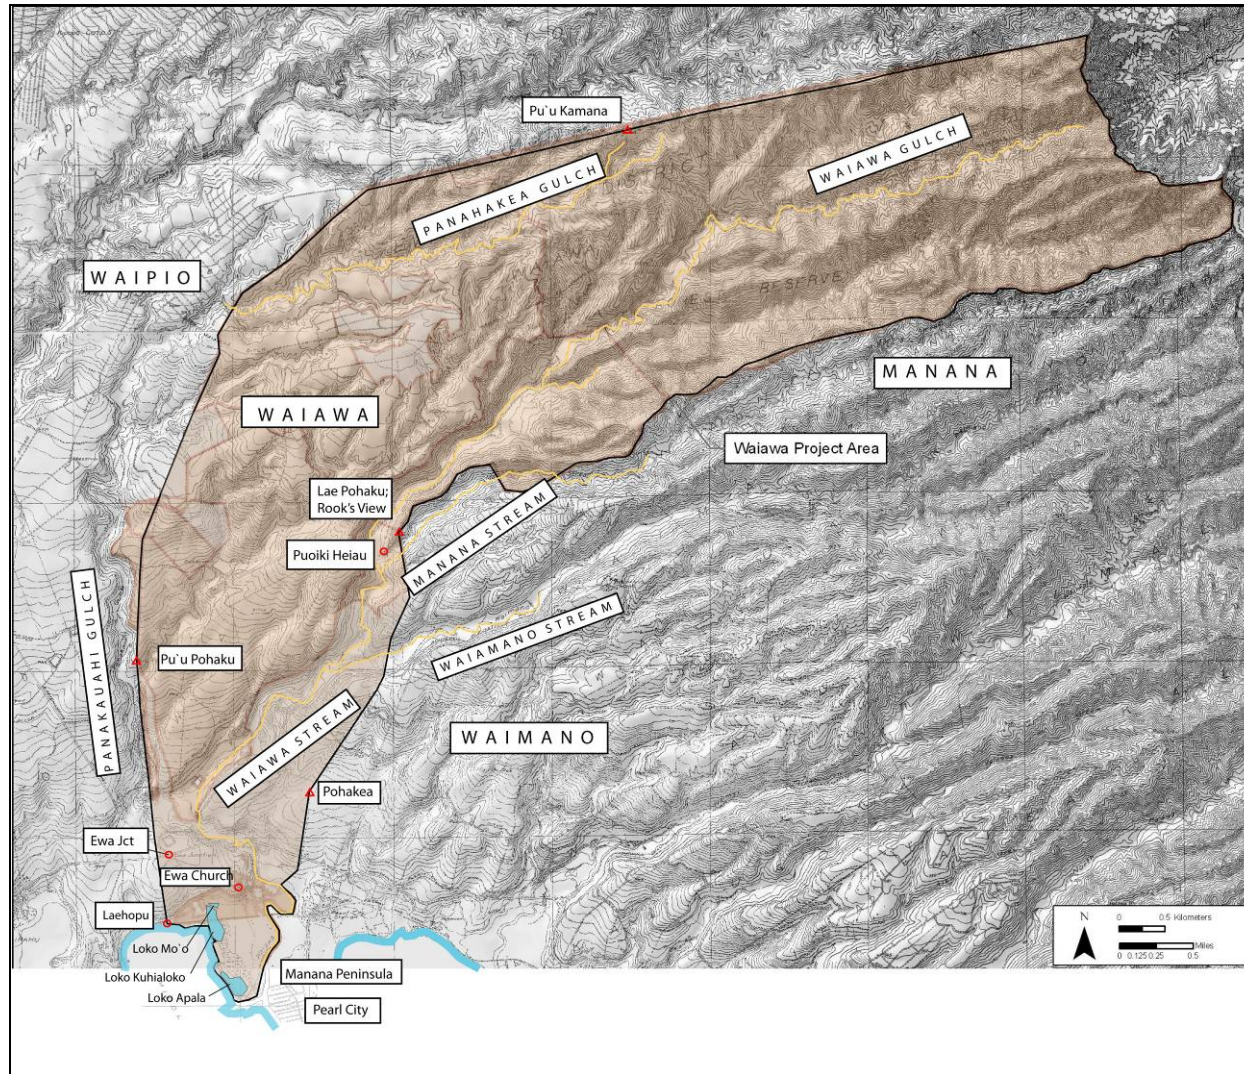 Pu`u Kamana
WAIAWA GULCH
PANAHAKEA GULCH
DISTRICT
WAIPIO
RESERVE
MANANA
WAIAWA
Waiawa Project Area
Lae Pohaku;
Rook's View
MANANA STREAM
Puoiki Heiau
WAIAMANO STREAM
PANAKAUAHI GULCH
Pu`u Pohaku
WAIAWA STREAM
WAIMANO
Pohakea
Ewa Jct
Ewa Church
Laehopu
N
0 0.5 Kilometers
Miles
0 0.125 0.25 0.5
Loko Mo`o
Loko Kuhialoko
Manana Peninsula
Loko Apala
Pearl City